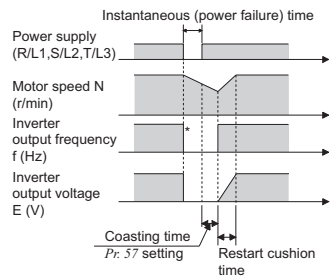 Instantaneous (power failure) time
Power supply
(R/L1,S/L2,T/L3)
Motor speed N
(r/min)
Inverter
output frequency
f (Hz)
*
Inverter
output voltage
E (V)
Coasting time
Pr. 57 setting
Restart cushion
time